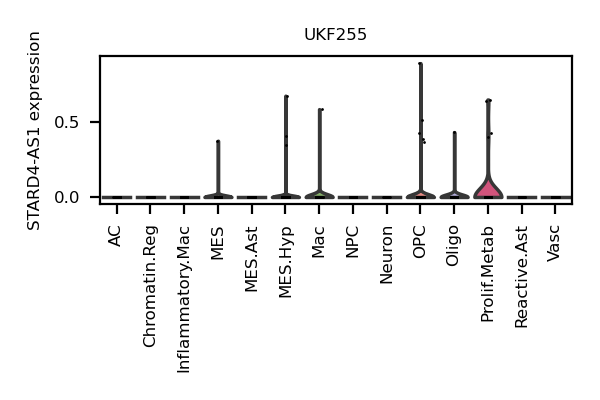 UKF255
STARD4-AS1 expression
0.5
0.0
AC
Chromatin.Reg
Inflammatory.Mac
MES
MES.Ast
MES.Hyp
Mac
NPC
Neuron
OPC
Oligo
Prolif.Metab
Reactive.Ast
Vasc